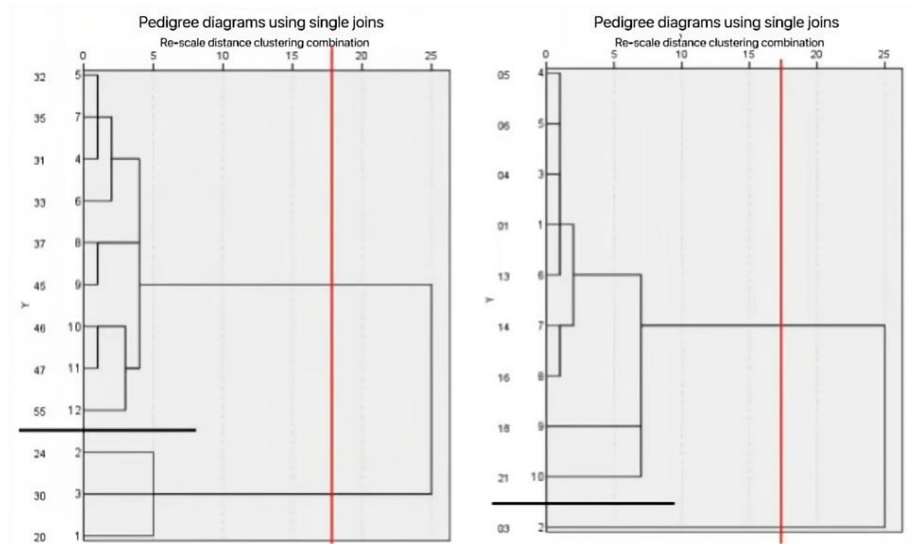 Pedigree diagrams using single joins
Re-scale distance clustering combination
0 5 10 15 20 25
32 5
35 7
31 4
33 6
37 8
45 9
Y
46 10
47 11
55 12
24 2
30 3
20 1
Pedigree diagrams using single joins
Re-scale distance clustering combination
0 5 10 15 20 25
05 4
06 5
04 3
01 1
13 6
Y
14 7
16 8
18 9
21 10
03 2